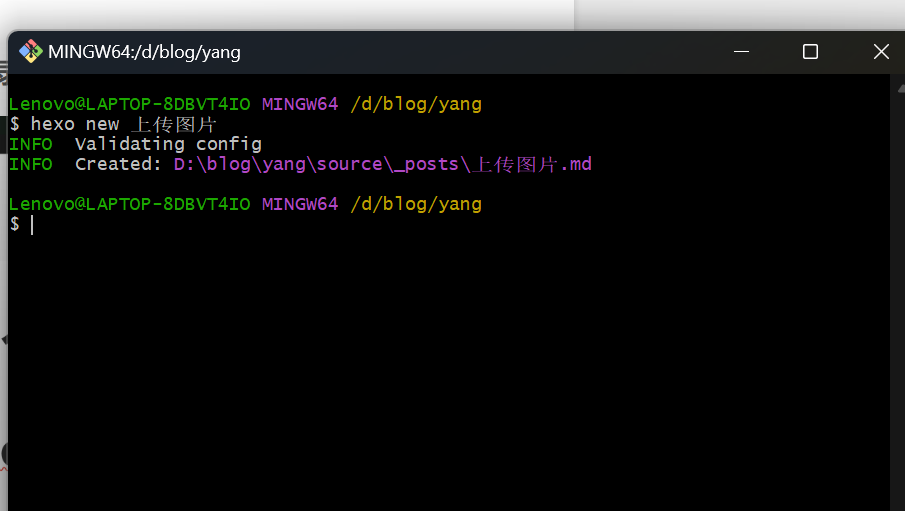 MINGW64:/d/blog/yang
Lenovo@LAPTOP-8DBVT4IO MINGW64 /d/blog/yang
$ hexo new 上传图片
INFO  Validating config
INFO  Created: D:\blog\yang\source\_posts\上传图片.md
Lenovo@LAPTOP-8DBVT4IO MINGW64 /d/blog/yang
$